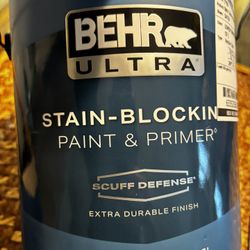 BEHR
ULTRA
STAIN-BLOCKIN
PAINT & PRIMER®
SCUFF DEFENSE®
EXTRA DURABLE FINISH